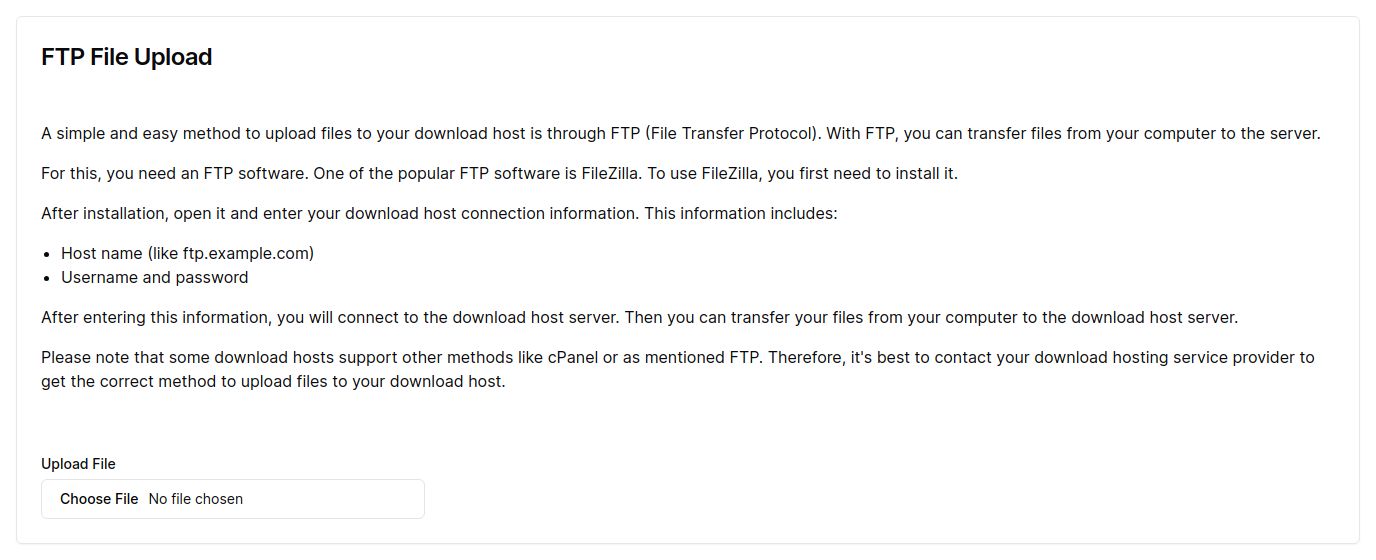 FTP File Upload
A simple and easy method to upload files to your download host is through FTP (File Transfer Protocol). With FTP, you can transfer files from your computer to the server.
For this, you need an FTP software. One of the popular FTP software is FileZilla. To use FileZilla, you first need to install it.
After installation, open it and enter your download host connection information. This information includes:
• Host name (like ftp.example.com)
• Username and password
After entering this information, you will connect to the download host server. Then you can transfer your files from your computer to the download host server.
Please note that some download hosts support other methods like cPanel or as mentioned FTP. Therefore, it's best to contact your download hosting service provider to
get the correct method to upload files to your download host.
Upload File
Choose File No file chosen